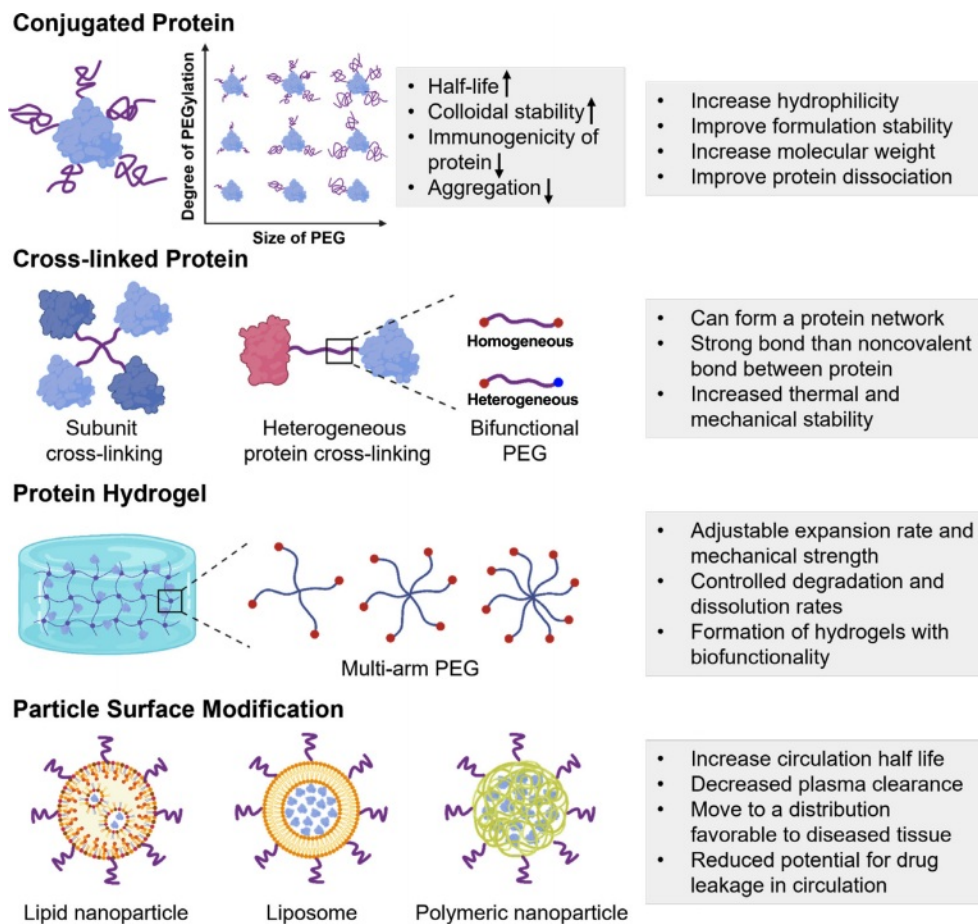 Conjugated Protein
Degree of PEGylation
Size of PEG
• Half-life ↑
• Colloidal stability ↑
• Immunogenicity of
protein ↓
• Aggregation ↓
• Increase hydrophilicity
• Improve formulation stability
• Increase molecular weight
• Improve protein dissociation
Cross-linked Protein
Subunit
cross-linking
Heterogeneous
protein cross-linking
Homogeneous
Heterogeneous
Bifunctional
PEG
• Can form a protein network
• Strong bond than noncovalent
bond between protein
• Increased thermal and
mechanical stability
Protein Hydrogel
Multi-arm PEG
• Adjustable expansion rate and
mechanical strength
• Controlled degradation and
dissolution rates
• Formation of hydrogels with
biofunctionality
Particle Surface Modification
Lipid nanoparticle
Liposome
Polymeric nanoparticle
• Increase circulation half life
• Decreased plasma clearance
• Move to a distribution
favorable to diseased tissue
• Reduced potential for drug
leakage in circulation